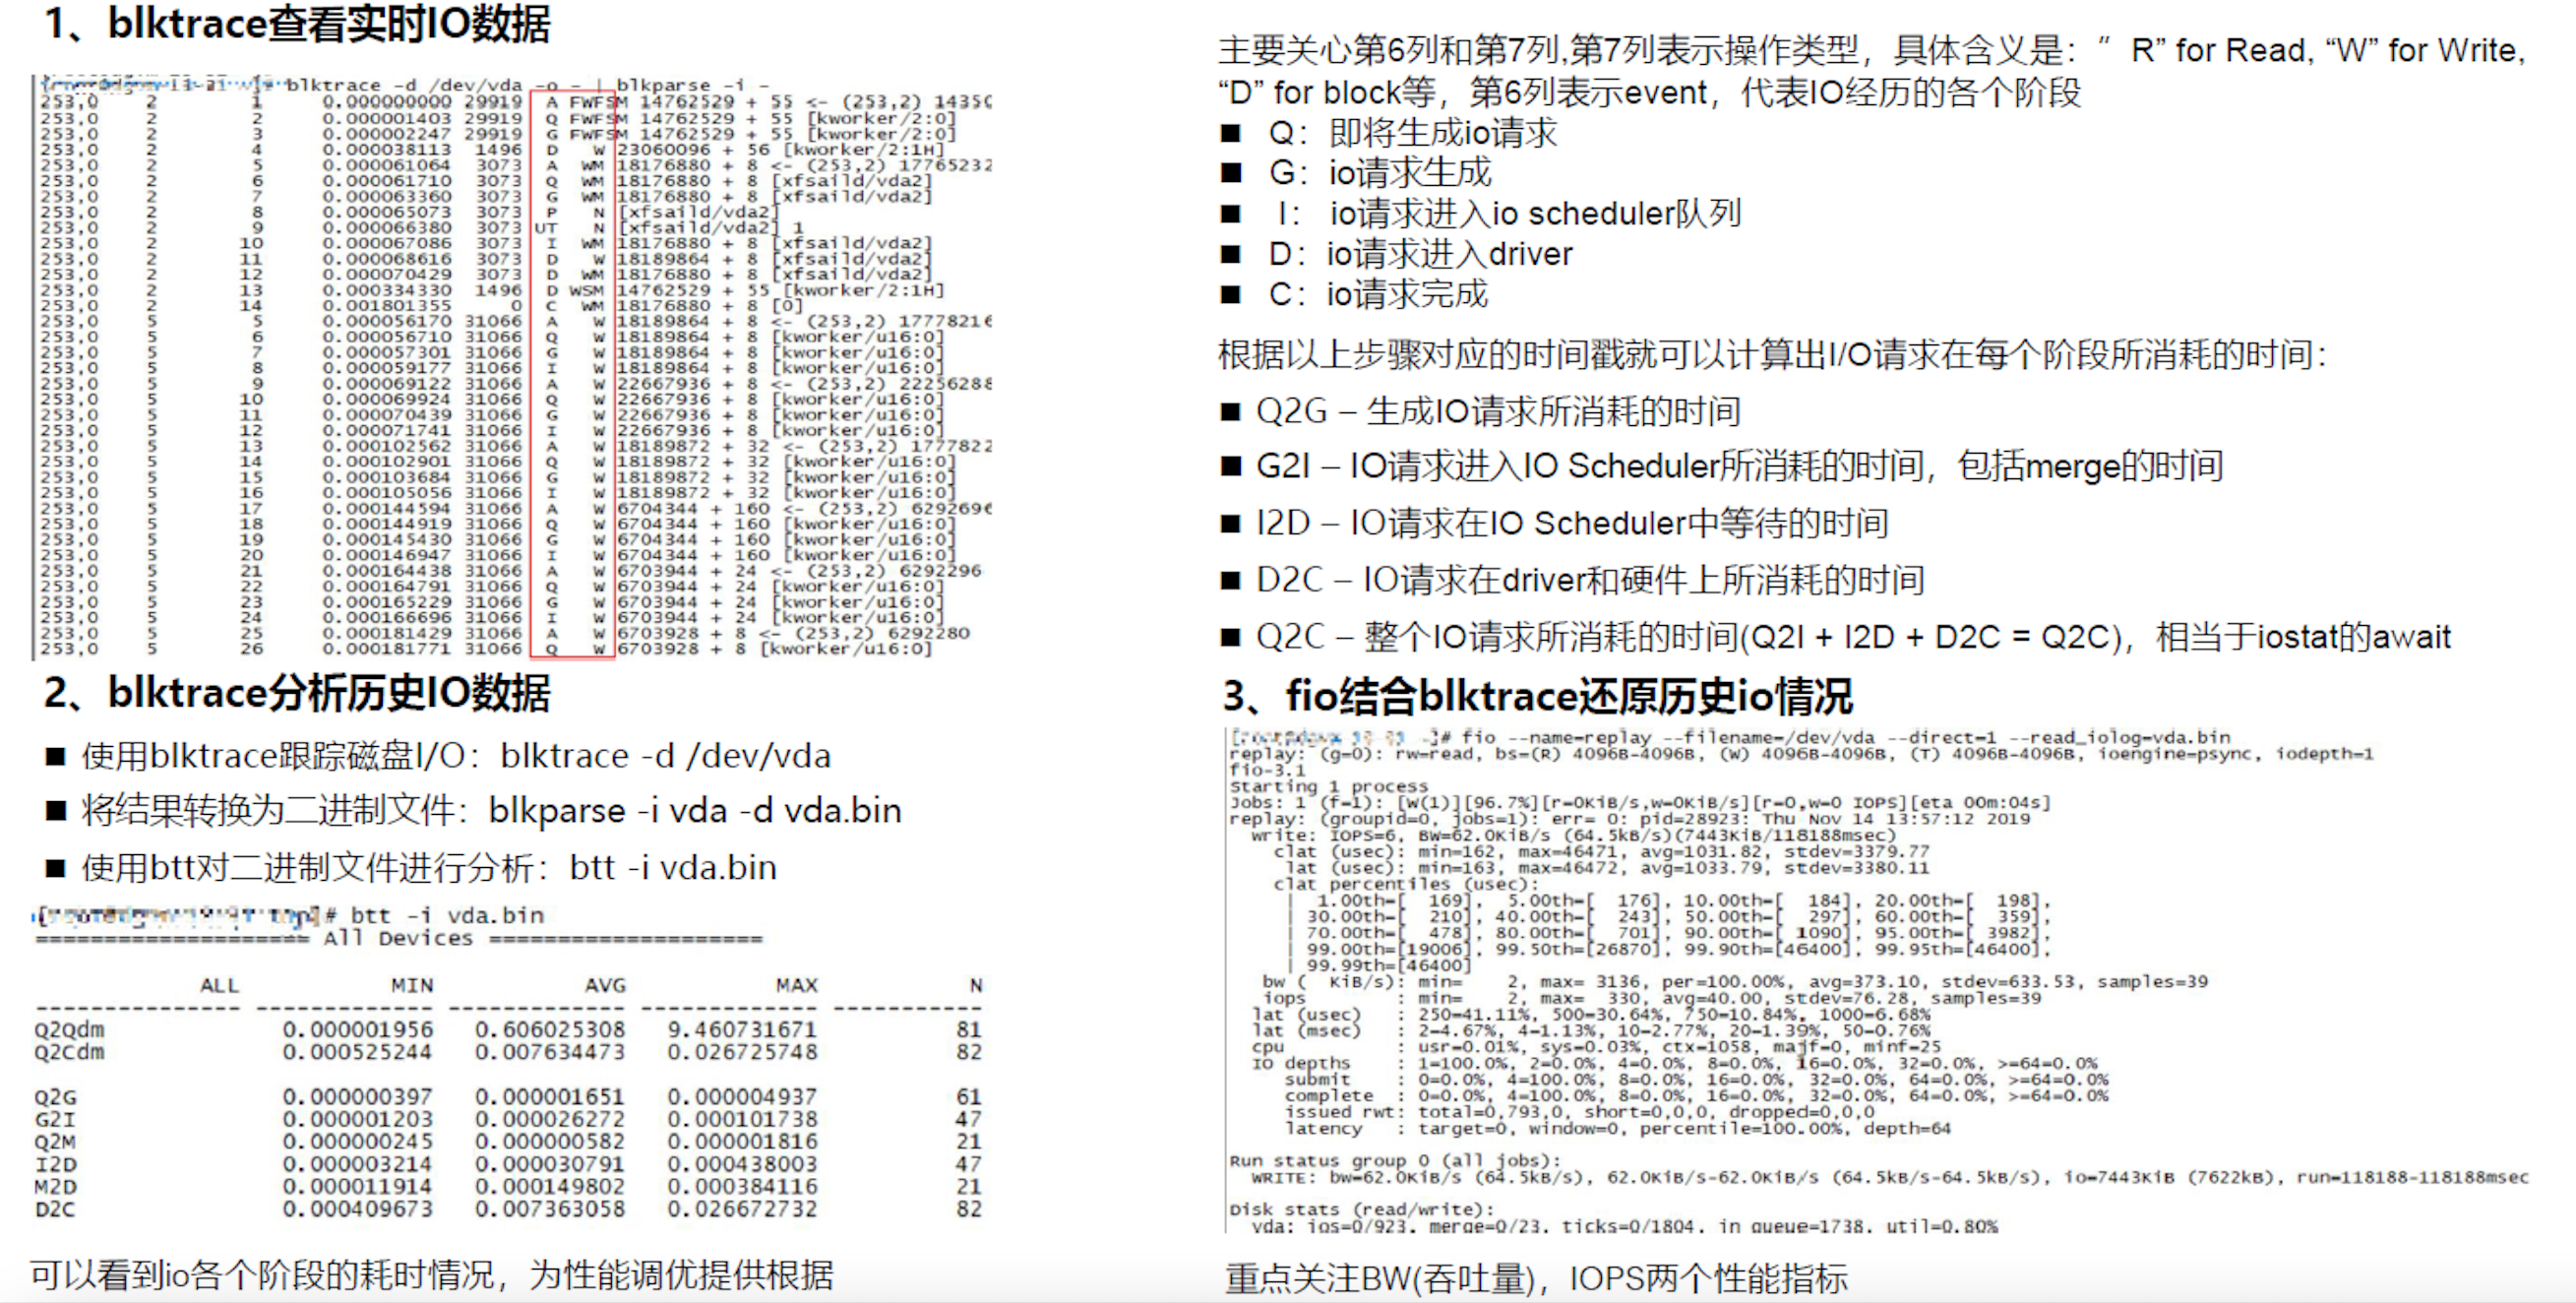 1、blktrace查看实时IO数据
# blktrace -d /dev/vda -o - | blkparse -i -
253,0 2 1 0.000000000 29919 A FWFSM 14762529 + 55 <- (253,2) 14350
253,0 2 2 0.000001403 29919 Q FWFSM 14762529 + 55 [kworker/2:0]
253,0 2 3 0.000002247 29919 G FWFSM 14762529 + 55 [kworker/2:0]
253,0 2 4 0.000038113 1496 D W 23060096 + 56 [kworker/2:1H]
253,0 2 5 0.000061064 3073 A WM 18176880 + 8 <- (253,2) 17765232
253,0 2 6 0.000061710 3073 Q WM 18176880 + 8 [xfsaild/vda2]
253,0 2 7 0.000063360 3073 G WM 18176880 + 8 [xfsaild/vda2]
253,0 2 8 0.000065073 3073 P N [xfsaild/vda2]
253,0 2 9 0.000066380 3073 UT N [xfsaild/vda2] 1
253,0 2 10 0.000067086 3073 I WM 18176880 + 8 [xfsaild/vda2]
253,0 2 11 0.000068616 3073 D W 18189864 + 8 [xfsaild/vda2]
253,0 2 12 0.000070429 3073 D WM 18176880 + 8 [xfsaild/vda2]
253,0 2 13 0.000334330 1496 D WSM 14762529 + 55 [kworker/2:1H]
253,0 2 14 0.001801355 0 C WM 18176880 + 8 [0]
253,0 5 5 0.000056170 31066 A W 18189864 + 8 <- (253,2) 17778216
253,0 5 6 0.000056710 31066 Q W 18189864 + 8 [kworker/u16:0]
253,0 5 7 0.000057301 31066 G W 18189864 + 8 [kworker/u16:0]
253,0 5 8 0.000059177 31066 I W 18189864 + 8 [kworker/u16:0]
253,0 5 9 0.000069122 31066 A W 22667936 + 8 <- (253,2) 22256288
253,0 5 10 0.000069924 31066 Q W 22667936 + 8 [kworker/u16:0]
253,0 5 11 0.000070439 31066 G W 22667936 + 8 [kworker/u16:0]
253,0 5 12 0.000071741 31066 I W 22667936 + 8 [kworker/u16:0]
253,0 5 13 0.000102562 31066 A W 18189872 + 32 <- (253,2) 1777822
253,0 5 14 0.000102901 31066 Q W 18189872 + 32 [kworker/u16:0]
253,0 5 15 0.000103684 31066 G W 18189872 + 32 [kworker/u16:0]
253,0 5 16 0.000105056 31066 I W 18189872 + 32 [kworker/u16:0]
253,0 5 17 0.000144594 31066 A W 6704344 + 160 <- (253,2) 6292696
253,0 5 18 0.000144919 31066 Q W 6704344 + 160 [kworker/u16:0]
253,0 5 19 0.000145430 31066 G W 6704344 + 160 [kworker/u16:0]
253,0 5 20 0.000146947 31066 I W 6704344 + 160 [kworker/u16:0]
253,0 5 21 0.000164438 31066 A W 6703944 + 24 <- (253,2) 6292296
253,0 5 22 0.000164791 31066 Q W 6703944 + 24 [kworker/u16:0]
253,0 5 23 0.000165229 31066 G W 6703944 + 24 [kworker/u16:0]
253,0 5 24 0.000166696 31066 I W 6703944 + 24 [kworker/u16:0]
253,0 5 25 0.000181429 31066 A W 6703928 + 8 <- (253,2) 6292280
253,0 5 26 0.000181771 31066 Q W 6703928 + 8 [kworker/u16:0]
主要关心第6列和第7列,第7列表示操作类型，具体含义是：” R” for Read, “W” for Write,
“D” for block等，第6列表示event，代表IO经历的各个阶段
■ Q：即将生成io请求
■ G：io请求生成
■ I： io请求进入io scheduler队列
■ D：io请求进入driver
■ C：io请求完成
根据以上步骤对应的时间戳就可以计算出I/O请求在每个阶段所消耗的时间：
■ Q2G – 生成IO请求所消耗的时间
■ G2I – IO请求进入IO Scheduler所消耗的时间，包括merge的时间
■ I2D – IO请求在IO Scheduler中等待的时间
■ D2C – IO请求在driver和硬件上所消耗的时间
■ Q2C – 整个IO请求所消耗的时间(Q2I + I2D + D2C = Q2C)，相当于iostat的await
2、blktrace分析历史IO数据
■ 使用blktrace跟踪磁盘I/O：blktrace -d /dev/vda
■ 将结果转换为二进制文件：blkparse -i vda -d vda.bin
■ 使用btt对二进制文件进行分析：btt -i vda.bin
# btt -i vda.bin
==================== All Devices ====================
ALL MIN AVG MAX N
--------------- ------------- ------------- ------------- -----------
Q2Qdm 0.000001956 0.606025308 9.460731671 81
Q2Cdm 0.000525244 0.007634473 0.026725748 82
Q2G 0.000000397 0.000001651 0.000004937 61
G2I 0.000001203 0.000026272 0.000101738 47
Q2M 0.000000245 0.000000582 0.000001816 21
I2D 0.000003214 0.000030791 0.000438003 47
M2D 0.000011914 0.000149802 0.000384116 21
D2C 0.000409673 0.007363058 0.026672732 82
可以看到io各个阶段的耗时情况，为性能调优提供根据
3、fio结合blktrace还原历史io情况
]# fio --name=replay --filename=/dev/vda --direct=1 --read_iolog=vda.bin
replay: (g=0): rw=read, bs=(R) 4096B-4096B, (W) 4096B-4096B, (T) 4096B-4096B, ioengine=psync, iodepth=1
fio-3.1
Starting 1 process
Jobs: 1 (f=1): [W(1)][96.7%][r=0KiB/s,w=0KiB/s][r=0,w=0 IOPS][eta 00m:04s]
replay: (groupid=0, jobs=1): err= 0: pid=28923: Thu Nov 14 13:57:12 2019
write: IOPS=6, BW=62.0KiB/s (64.5kB/s)(7443KiB/118188msec)
clat (usec): min=162, max=46471, avg=1031.82, stdev=3379.77
lat (usec): min=163, max=46472, avg=1033.79, stdev=3380.11
clat percentiles (usec):
| 1.00th=[ 169], 5.00th=[ 176], 10.00th=[ 184], 20.00th=[ 198],
| 30.00th=[ 210], 40.00th=[ 243], 50.00th=[ 297], 60.00th=[ 359],
| 70.00th=[ 478], 80.00th=[ 701], 90.00th=[ 1090], 95.00th=[ 3982],
| 99.00th=[19006], 99.50th=[26870], 99.90th=[46400], 99.95th=[46400],
| 99.99th=[46400]
bw ( KiB/s): min= 2, max= 3136, per=100.00%, avg=373.10, stdev=633.53, samples=39
iops : min= 2, max= 330, avg=40.00, stdev=76.28, samples=39
lat (usec) : 250=41.11%, 500=30.64%, 750=10.84%, 1000=6.68%
lat (msec) : 2=4.67%, 4=1.13%, 10=2.77%, 20=1.39%, 50=0.76%
cpu : usr=0.01%, sys=0.03%, ctx=1058, majf=0, minf=25
IO depths : 1=100.0%, 2=0.0%, 4=0.0%, 8=0.0%, 16=0.0%, 32=0.0%, >=64=0.0%
submit : 0=0.0%, 4=100.0%, 8=0.0%, 16=0.0%, 32=0.0%, 64=0.0%, >=64=0.0%
complete : 0=0.0%, 4=100.0%, 8=0.0%, 16=0.0%, 32=0.0%, 64=0.0%, >=64=0.0%
issued rwt: total=0,793,0, short=0,0,0, dropped=0,0,0
latency : target=0, window=0, percentile=100.00%, depth=64
Run status group 0 (all jobs):
WRITE: bw=62.0KiB/s (64.5kB/s), 62.0KiB/s-62.0KiB/s (64.5kB/s-64.5kB/s), io=7443KiB (7622kB), run=118188-118188msec
Disk stats (read/write):
vda: ios=0/923, merge=0/23, ticks=0/1804, in_queue=1738, util=0.80%
重点关注BW(吞吐量)，IOPS两个性能指标